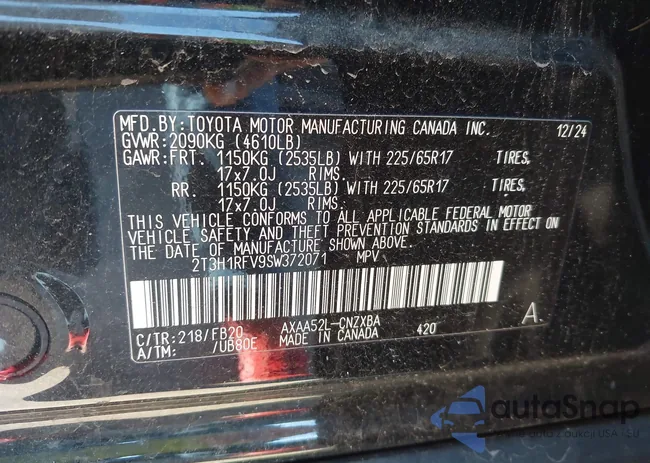 MFD.BY:TOYOTA MOTOR MANUFACTURING CANADA INC. 12/24
GVWR:2090KG (4610LB)
GAWR:FRT. 1150KG (2535LB) WITH 225/65R17 TIRES.
17x7.0J RIMS.
RR. 1150KG (2535LB) WITH 225/65R17 TIRES.
17x7.0J RIMS.
THIS VEHICLE CONFORMS TO ALL APPLICABLE FEDERAL MOTOR
VEHICLE SAFETY AND THEFT PREVENTION STANDARDS IN EFFECT ON
THE DATE OF MANUFACTURE SHOWN ABOVE.
2T3H1RFV9SW372071 MPV
C/TR:218/FB20 AXAA52L-CNZXBA 420 A
A/TM: /UB80E MADE IN CANADA
autoSnap
z aukcji USA